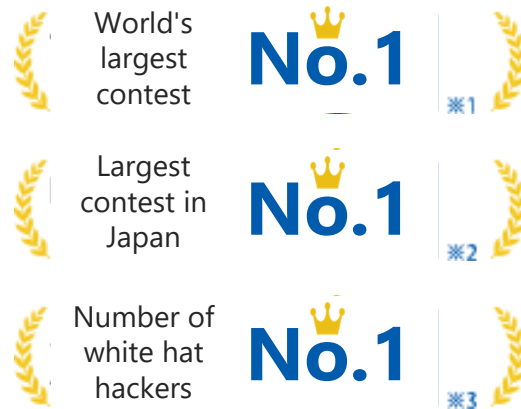 World's
largest
contest
No.1
※1
Largest
contest in
Japan
No.1
※2
Number of
white hat
hackers
No.1
※3